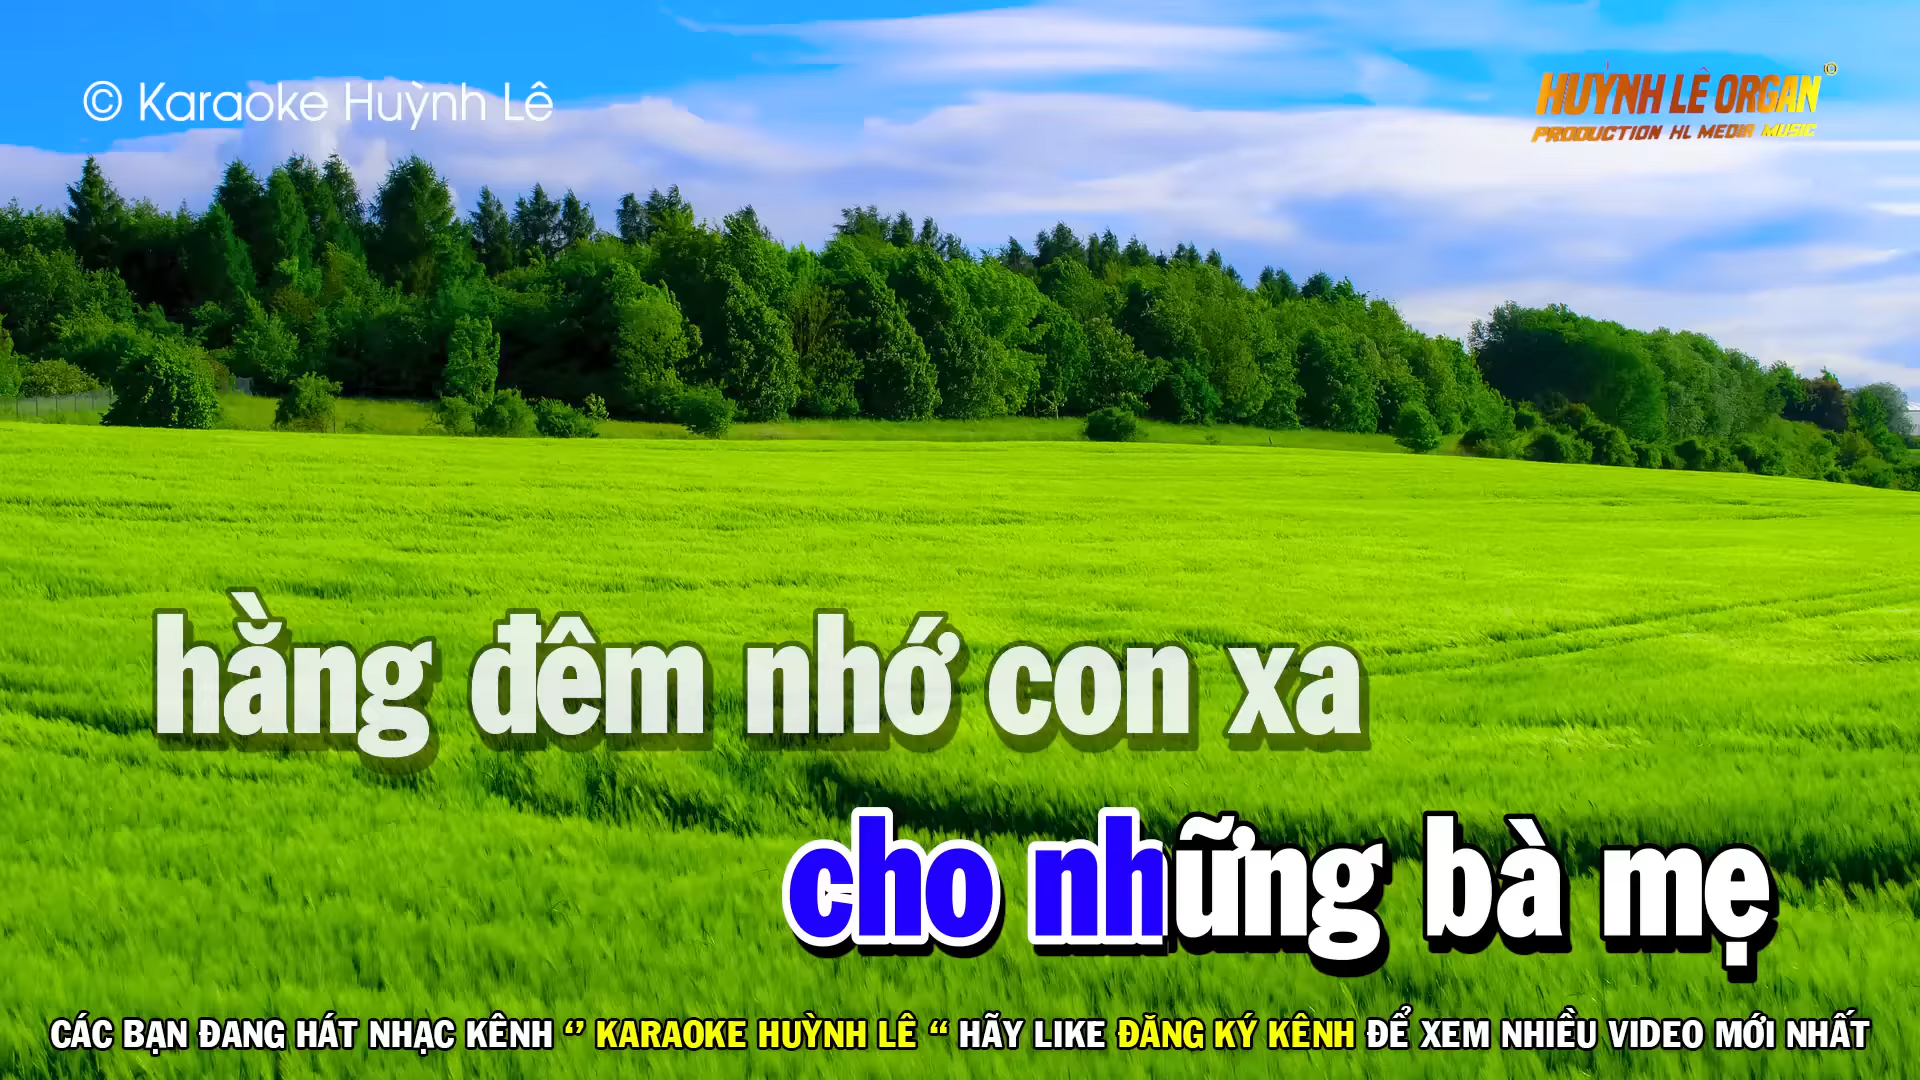 © Karaoke Huỳnh Lê
HUỲNH LÊ ORGAN ©
PRODUCTION HL MEDIA MUSIC
hằng đêm nhớ con xa
cho những bà mẹ
CÁC BẠN ĐANG HÁT NHẠC KÊNH “ KARAOKE HUỲNH LÊ “ HÃY LIKE ĐĂNG KÝ KÊNH ĐỂ XEM NHIỀU VIDEO MỚI NHẤT